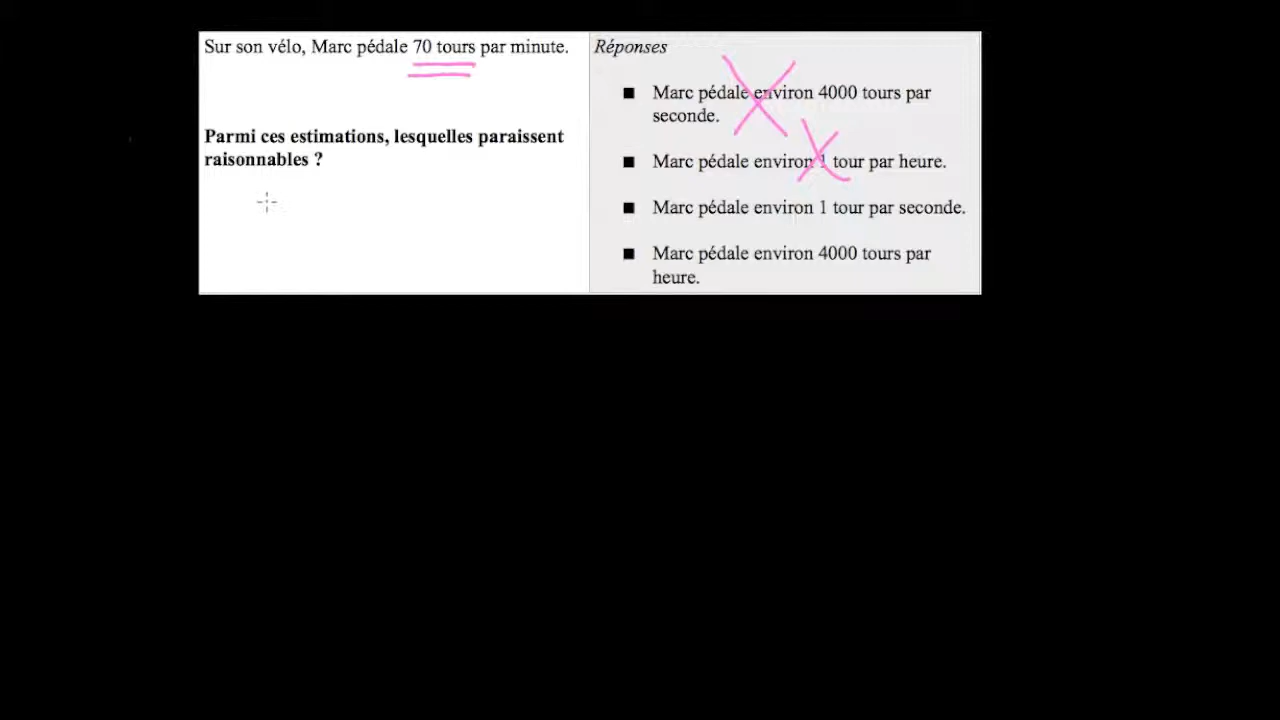 Sur son vélo, Marc pédale 70 tours par minute.
Parmi ces estimations, lesquelles paraissent
raisonnables ?
Réponses
■ Marc pédale environ 4000 tours par
seconde.
■ Marc pédale environ 1 tour par heure.
■ Marc pédale environ 1 tour par seconde.
■ Marc pédale environ 4000 tours par
heure.